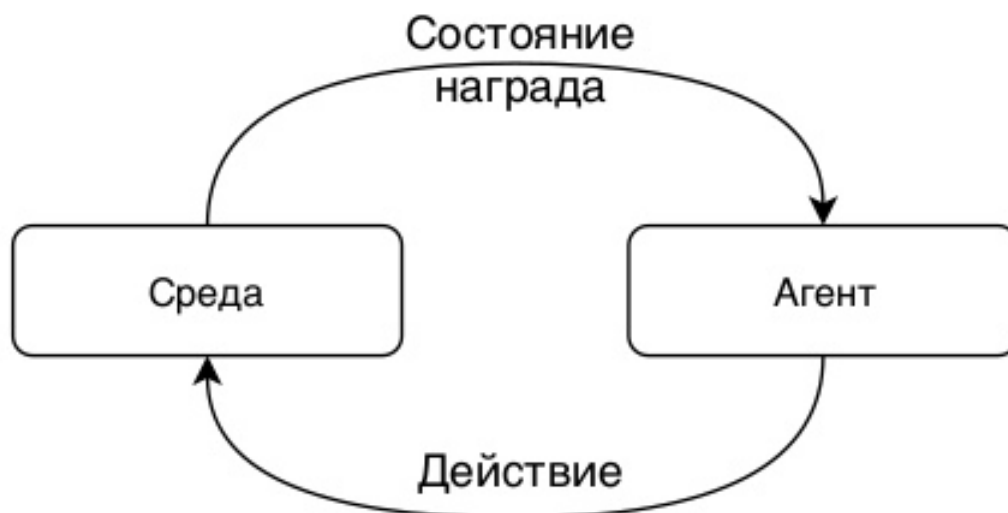 Состояние
награда
Среда
Агент
Действие